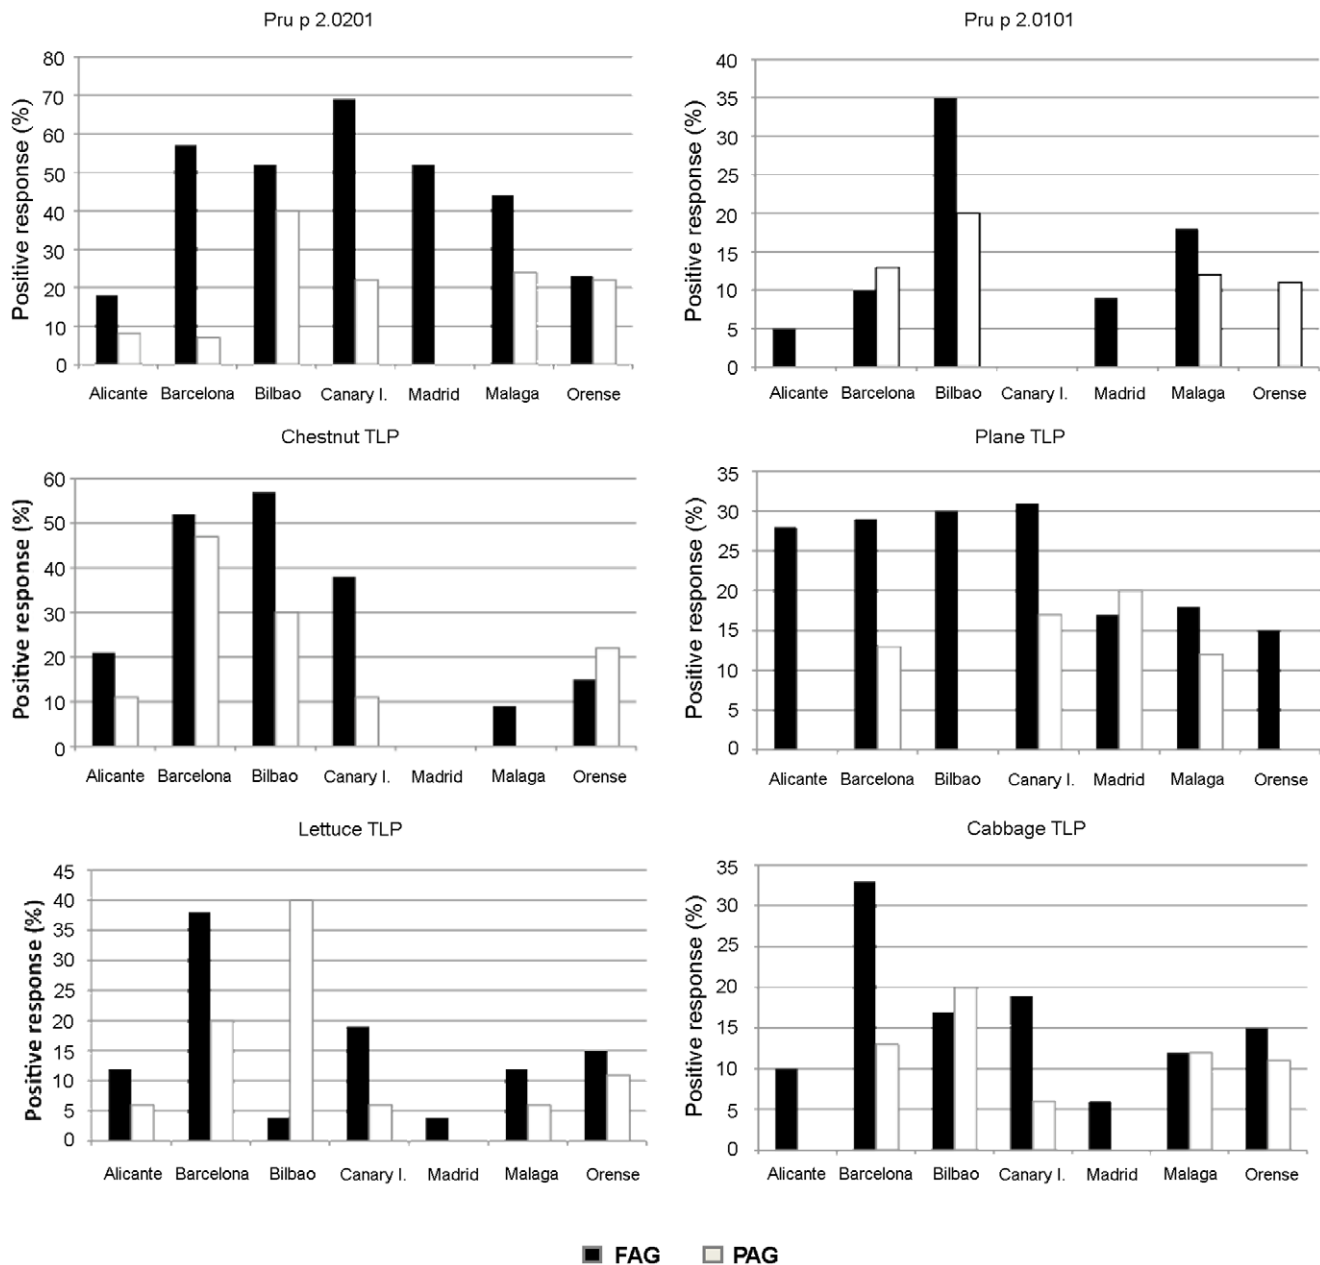 Pru p 2.0201
Positive response (%)
80
70
60
50
40
30
20
10
0
Alicante Barcelona Bilbao Canary I. Madrid Malaga Orense
Pru p 2.0101
Positive response (%)
40
35
30
25
20
15
10
5
0
Alicante Barcelona Bilbao Canary I. Madrid Malaga Orense
Chestnut TLP
Positive response (%)
60
50
40
30
20
10
0
Alicante Barcelona Bilbao Canary I. Madrid Malaga Orense
Plane TLP
Positive response (%)
35
30
25
20
15
10
5
0
Alicante Barcelona Bilbao Canary I. Madrid Malaga Orense
Lettuce TLP
Positive response (%)
45
40
35
30
25
20
15
10
5
0
Alicante Barcelona Bilbao Canary I. Madrid Malaga Orense
Cabbage TLP
Positive response (%)
35
30
25
20
15
10
5
0
Alicante Barcelona Bilbao Canary I. Madrid Malaga Orense
FAG PAG